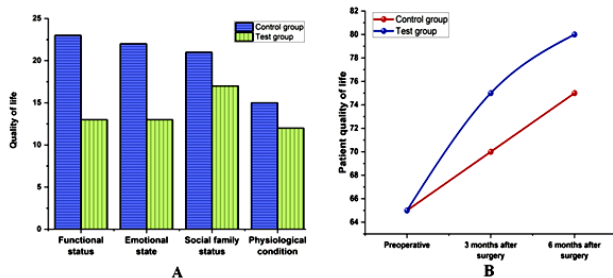 Control group
Test group
Quality of life
25
20
15
10
5
0
Functional status
Emotional state
Social family status
Physiological condition
A
Control group
Test group
Patient quality of life
82
80
78
76
74
72
70
68
66
64
Preoperative
3 months after surgery
6 months after surgery
B